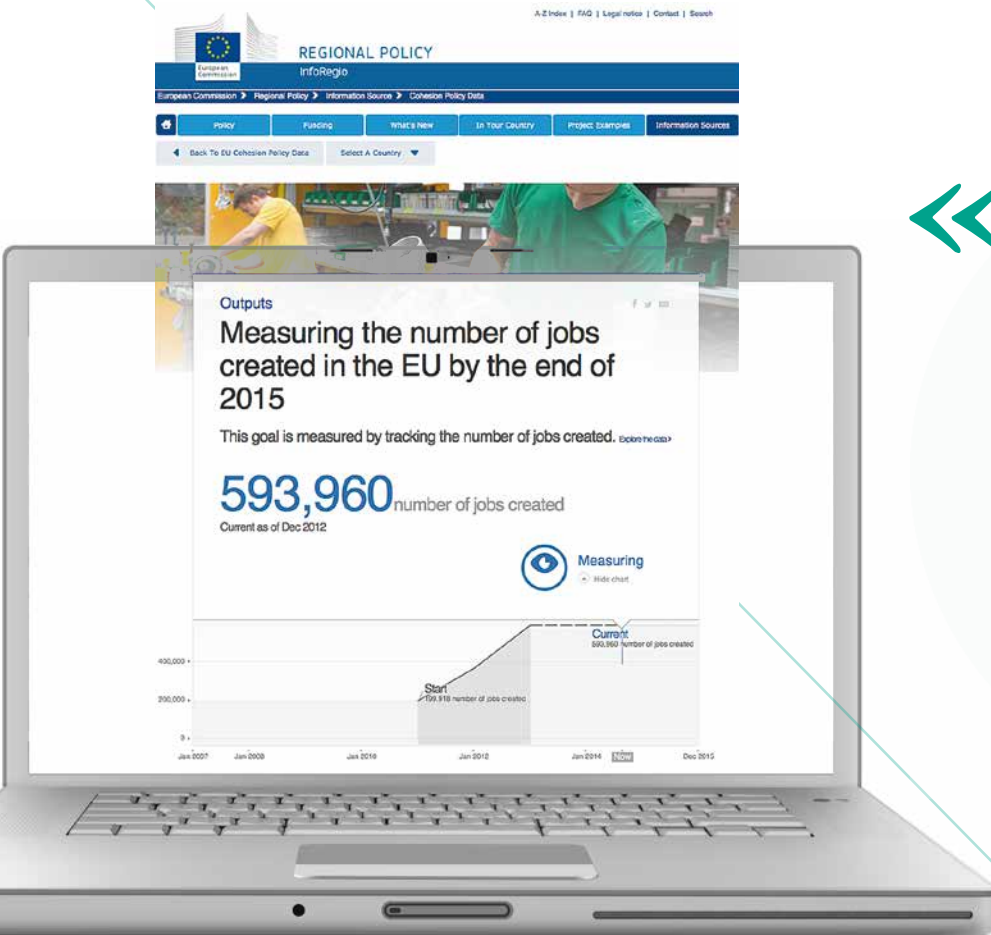 A-Z Index | FAQ | Legal notice | Contact | Search
European
Commission
REGIONAL POLICY
InfoRegio
European Commission > Regional Policy > Information Source > Cohesion Policy Data
Policy Funding What's New In Your Country Project Examples Information Sources
Back To EU Cohesion Policy Data Select A Country
Outputs
Measuring the number of jobs
created in the EU by the end of
2015
This goal is measured by tracking the number of jobs created. Explore the data >
593,960 number of jobs created
Current as of Dec 2012
Measuring
Hide chart
Current
593,960 number of jobs created
400,000
Start
number of jobs created
200,000
0
Jan 2007 Jan 2010 Jan 2012 Jan 2014 Now Dec 2015